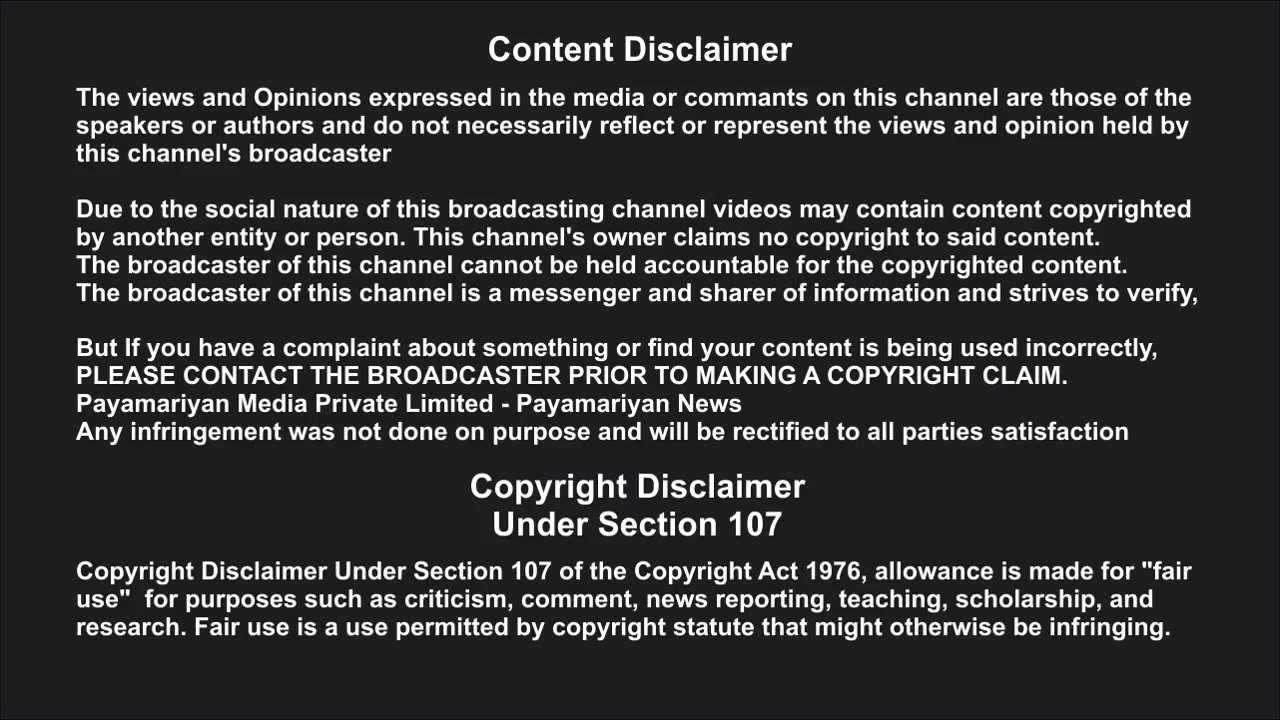 Content Disclaimer
The views and Opinions expressed in the media or commants on this channel are those of the
speakers or authors and do not necessarily reflect or represent the views and opinion held by
this channel's broadcaster
Due to the social nature of this broadcasting channel videos may contain content copyrighted
by another entity or person. This channel's owner claims no copyright to said content.
The broadcaster of this channel cannot be held accountable for the copyrighted content.
The broadcaster of this channel is a messenger and sharer of information and strives to verify,
But If you have a complaint about something or find your content is being used incorrectly,
PLEASE CONTACT THE BROADCASTER PRIOR TO MAKING A COPYRIGHT CLAIM.
Payamariyan Media Private Limited - Payamariyan News
Any infringement was not done on purpose and will be rectified to all parties satisfaction
Copyright Disclaimer
Under Section 107
Copyright Disclaimer Under Section 107 of the Copyright Act 1976, allowance is made for "fair
use"  for purposes such as criticism, comment, news reporting, teaching, scholarship, and
research. Fair use is a use permitted by copyright statute that might otherwise be infringing.